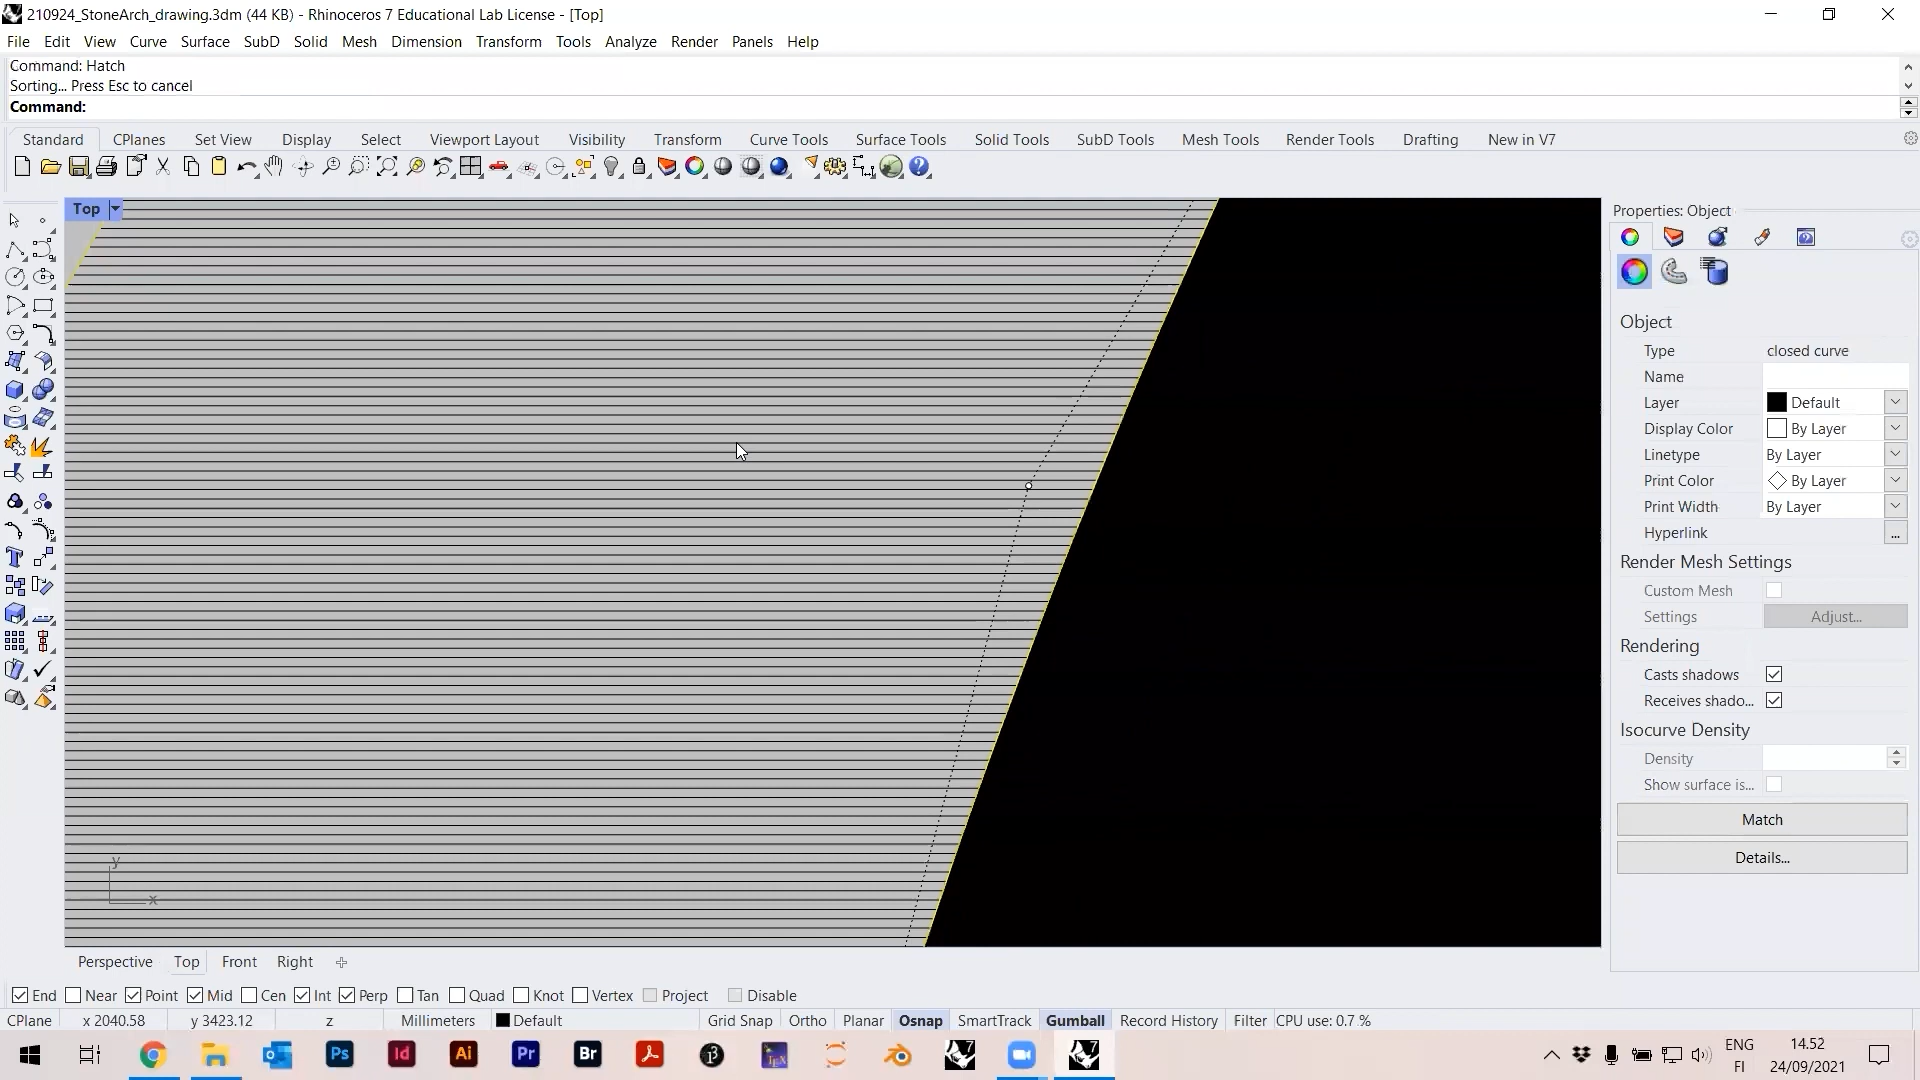 210924_StoneArch_drawing.3dm (44 KB) - Rhinoceros 7 Educational Lab License - [Top]
File Edit View Curve Surface SubD Solid Mesh Dimension Transform Tools Analyze Render Panels Help
Command: Hatch
Sorting... Press Esc to cancel
Command:
Standard CPlanes Set View Display Select Viewport Layout Visibility Transform Curve Tools Surface Tools Solid Tools SubD Tools Mesh Tools Render Tools Drafting New in V7
Top
Properties: Object
Object
Type closed curve
Name
Layer Default
Display Color By Layer
Linetype By Layer
Print Color By Layer
Print Width By Layer
Hyperlink ...
Render Mesh Settings
Custom Mesh
Settings Adjust...
Rendering
Casts shadows
Receives shado...
Isocurve Density
Density
Show surface is...
Match
Details...
y
x
Perspective Top Front Right
End Near Point Mid Cen Int Perp Tan Quad Knot Vertex Project Disable
CPlane x 2040.58 y 3423.12 z Millimeters Default Grid Snap Ortho Planar Osnap SmartTrack Gumball Record History Filter CPU use: 0.7 %
Ps Id Ai Pr Br 7 7
ENG 14.52
FI 24/09/2021